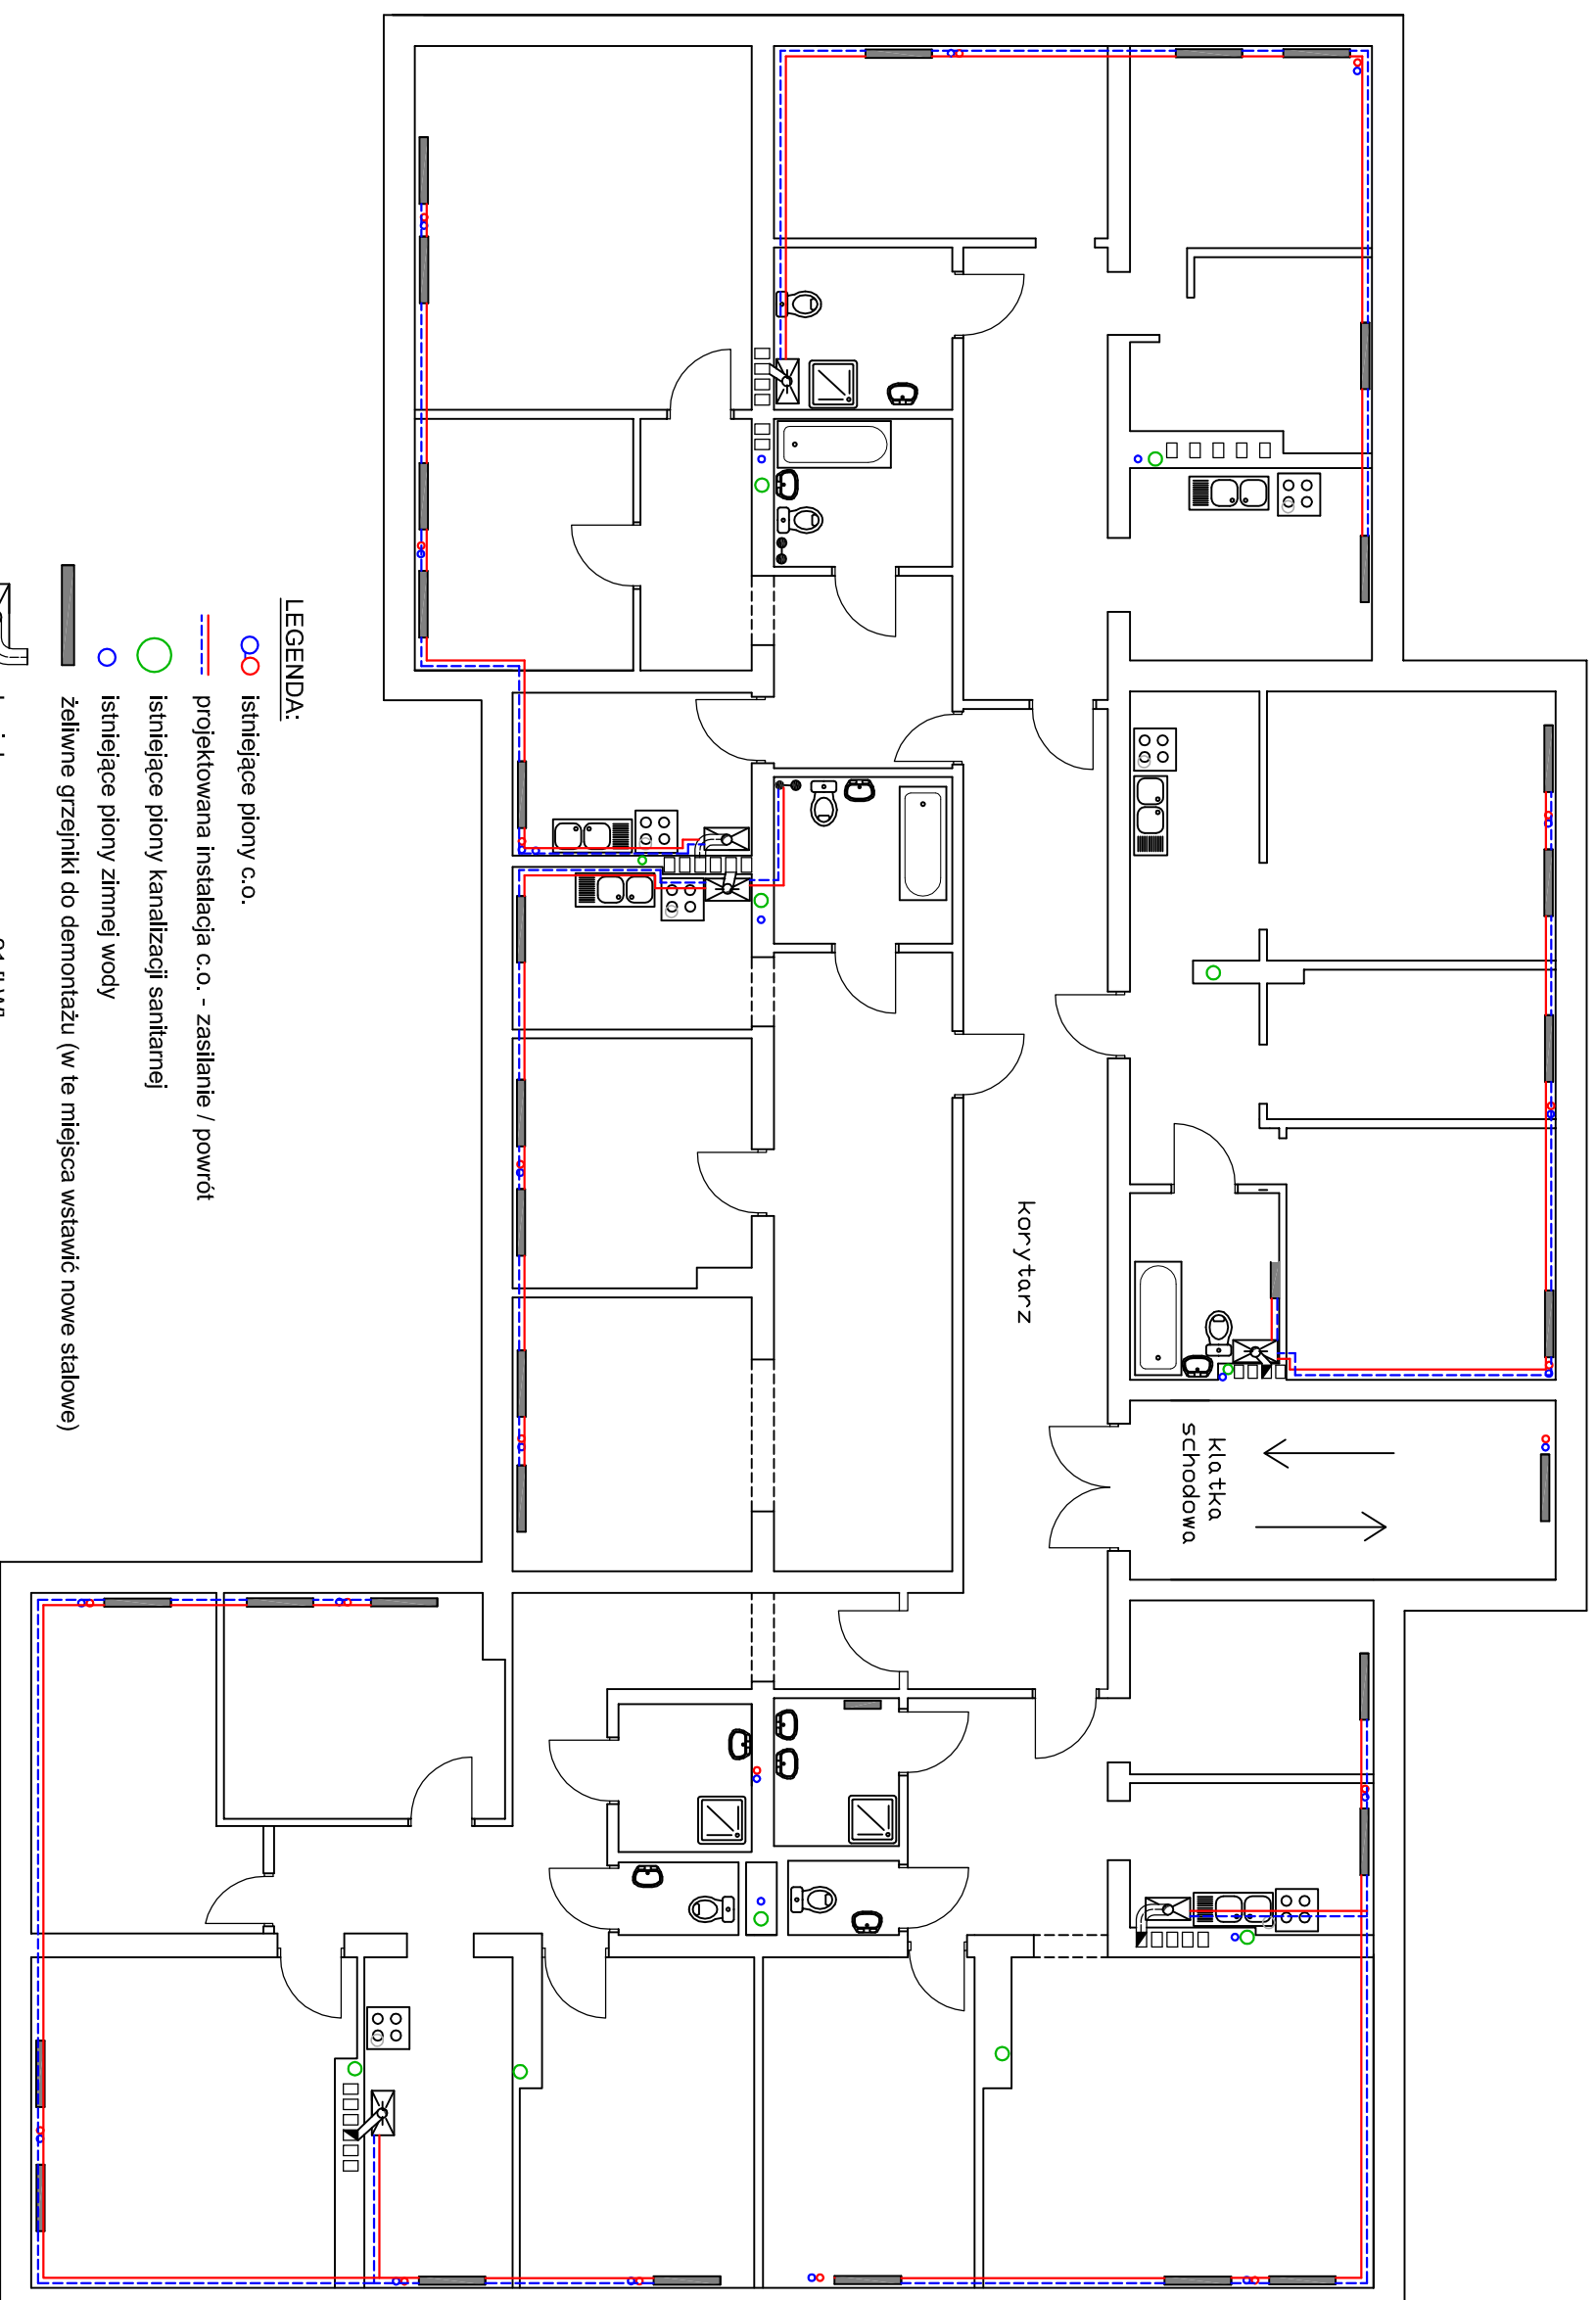 korytarz
klatka
schodowa
LEGENDA:
istniejące piony c.o.
projektowana instalacja c.o. - zasilanie / powrót
istniejące piony kanalizacji sanitarnej
istniejące piony zimnej wody
żeliwne grzejniki do demontażu (w te miejsca wstawić nowe stalowe)